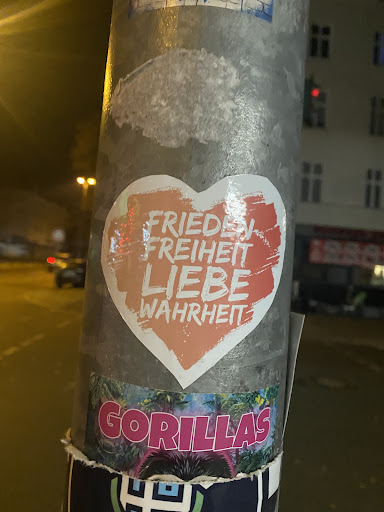 FRIEDEN
FREIHEIT
LIEBE
WAHRHEIT
GORILLAS